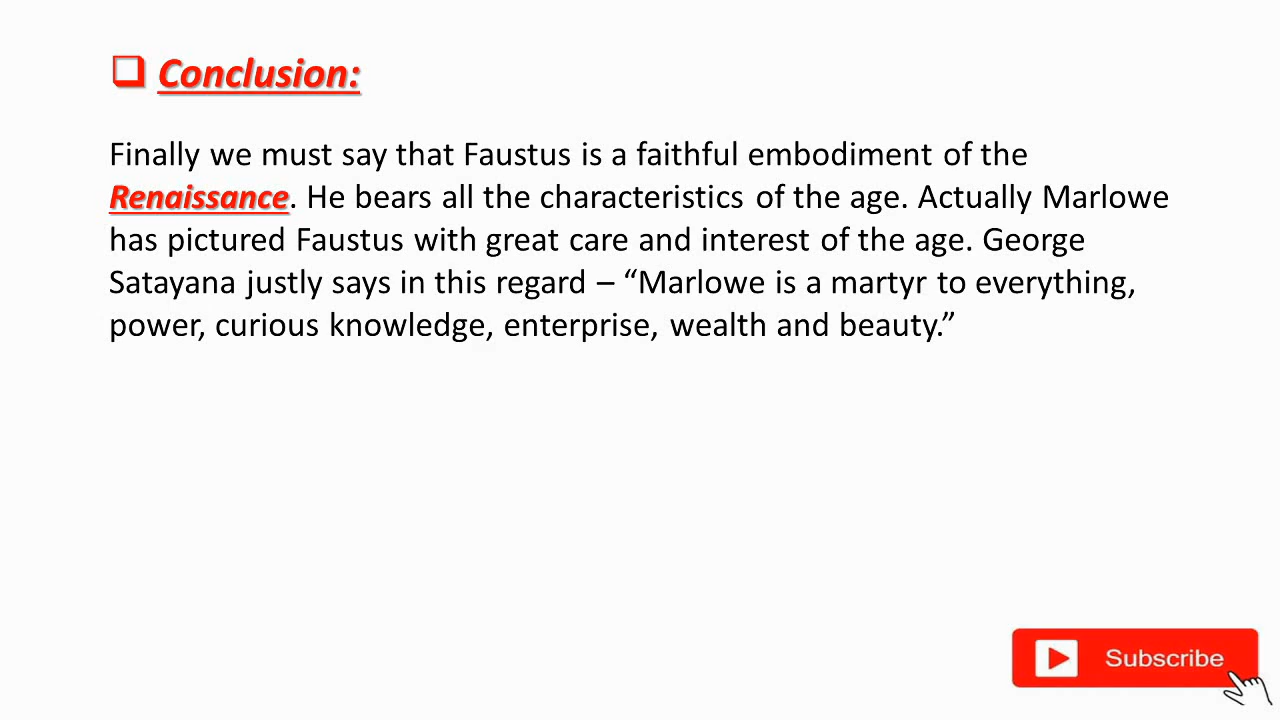 ❑ Conclusion:
Finally we must say that Faustus is a faithful embodiment of the
Renaissance. He bears all the characteristics of the age. Actually Marlowe
has pictured Faustus with great care and interest of the age. George
Satayana justly says in this regard – “Marlowe is a martyr to everything,
power, curious knowledge, enterprise, wealth and beauty.”
Subscribe